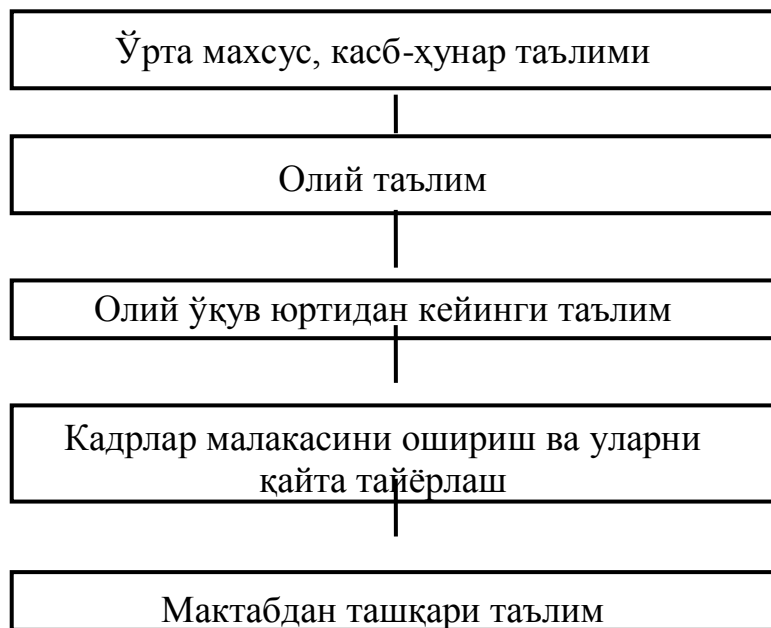 Ўрта махсус, касб-ҳунар таълими
Олий таълим
Олий ўқув юртидан кейинги таълим
Кадрлар малакасини ошириш ва уларни
қайта тайёрлаш
Мактабдан ташқари таълим